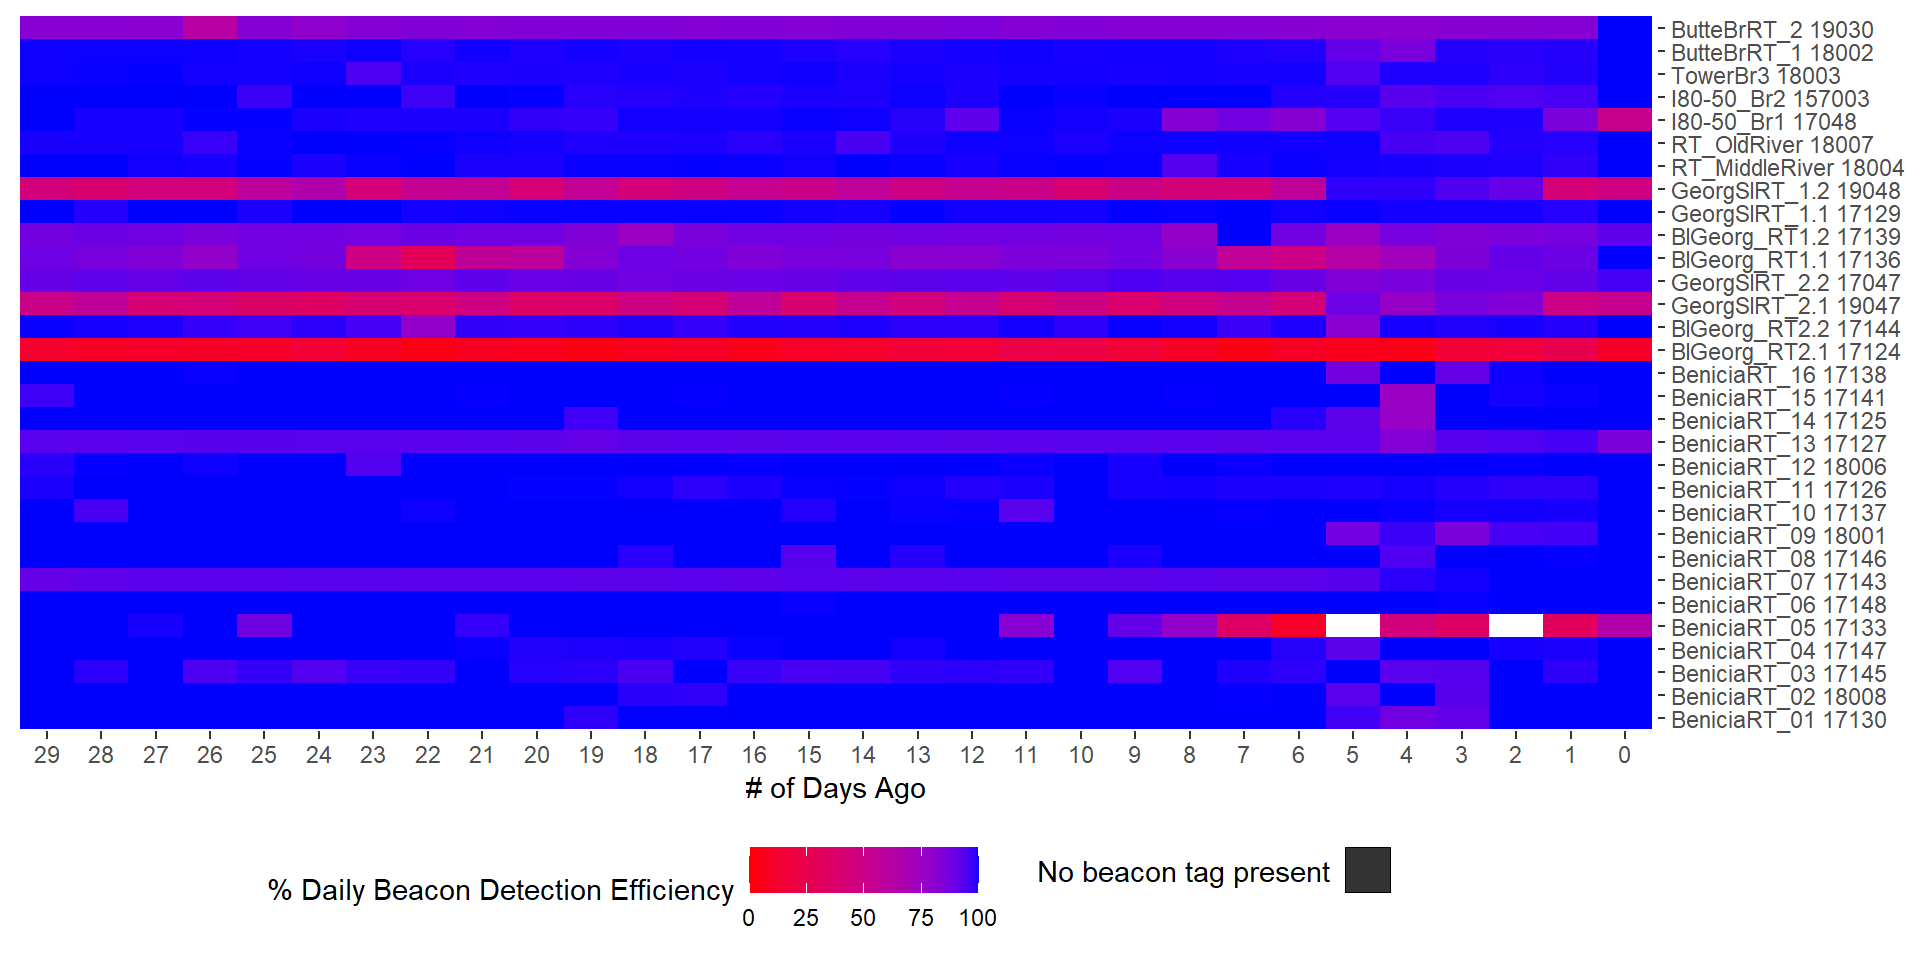 ButteBrRT_2 19030
ButteBrRT_1 18002
TowerBr3 18003
I80-50_Br2 157003
I80-50_Br1 17048
RT_OldRiver 18007
RT_MiddleRiver 18004
GeorgSlRT_1.2 19048
GeorgSlRT_1.1 17129
BlGeorg_RT1.2 17139
BlGeorg_RT1.1 17136
GeorgSlRT_2.2 17047
GeorgSlRT_2.1 19047
BlGeorg_RT2.2 17144
BlGeorg_RT2.1 17124
BeniciaRT_16 17138
BeniciaRT_15 17141
BeniciaRT_14 17125
BeniciaRT_13 17127
BeniciaRT_12 18006
BeniciaRT_11 17126
BeniciaRT_10 17137
BeniciaRT_09 18001
BeniciaRT_08 17146
BeniciaRT_07 17143
BeniciaRT_06 17148
BeniciaRT_05 17133
BeniciaRT_04 17147
BeniciaRT_03 17145
BeniciaRT_02 18008
BeniciaRT_01 17130
29 28 27 26 25 24 23 22 21 20 19 18 17 16 15 14 13 12 11 10 9 8 7 6 5 4 3 2 1 0
# of Days Ago
% Daily Beacon Detection Efficiency
0 25 50 75 100
No beacon tag present